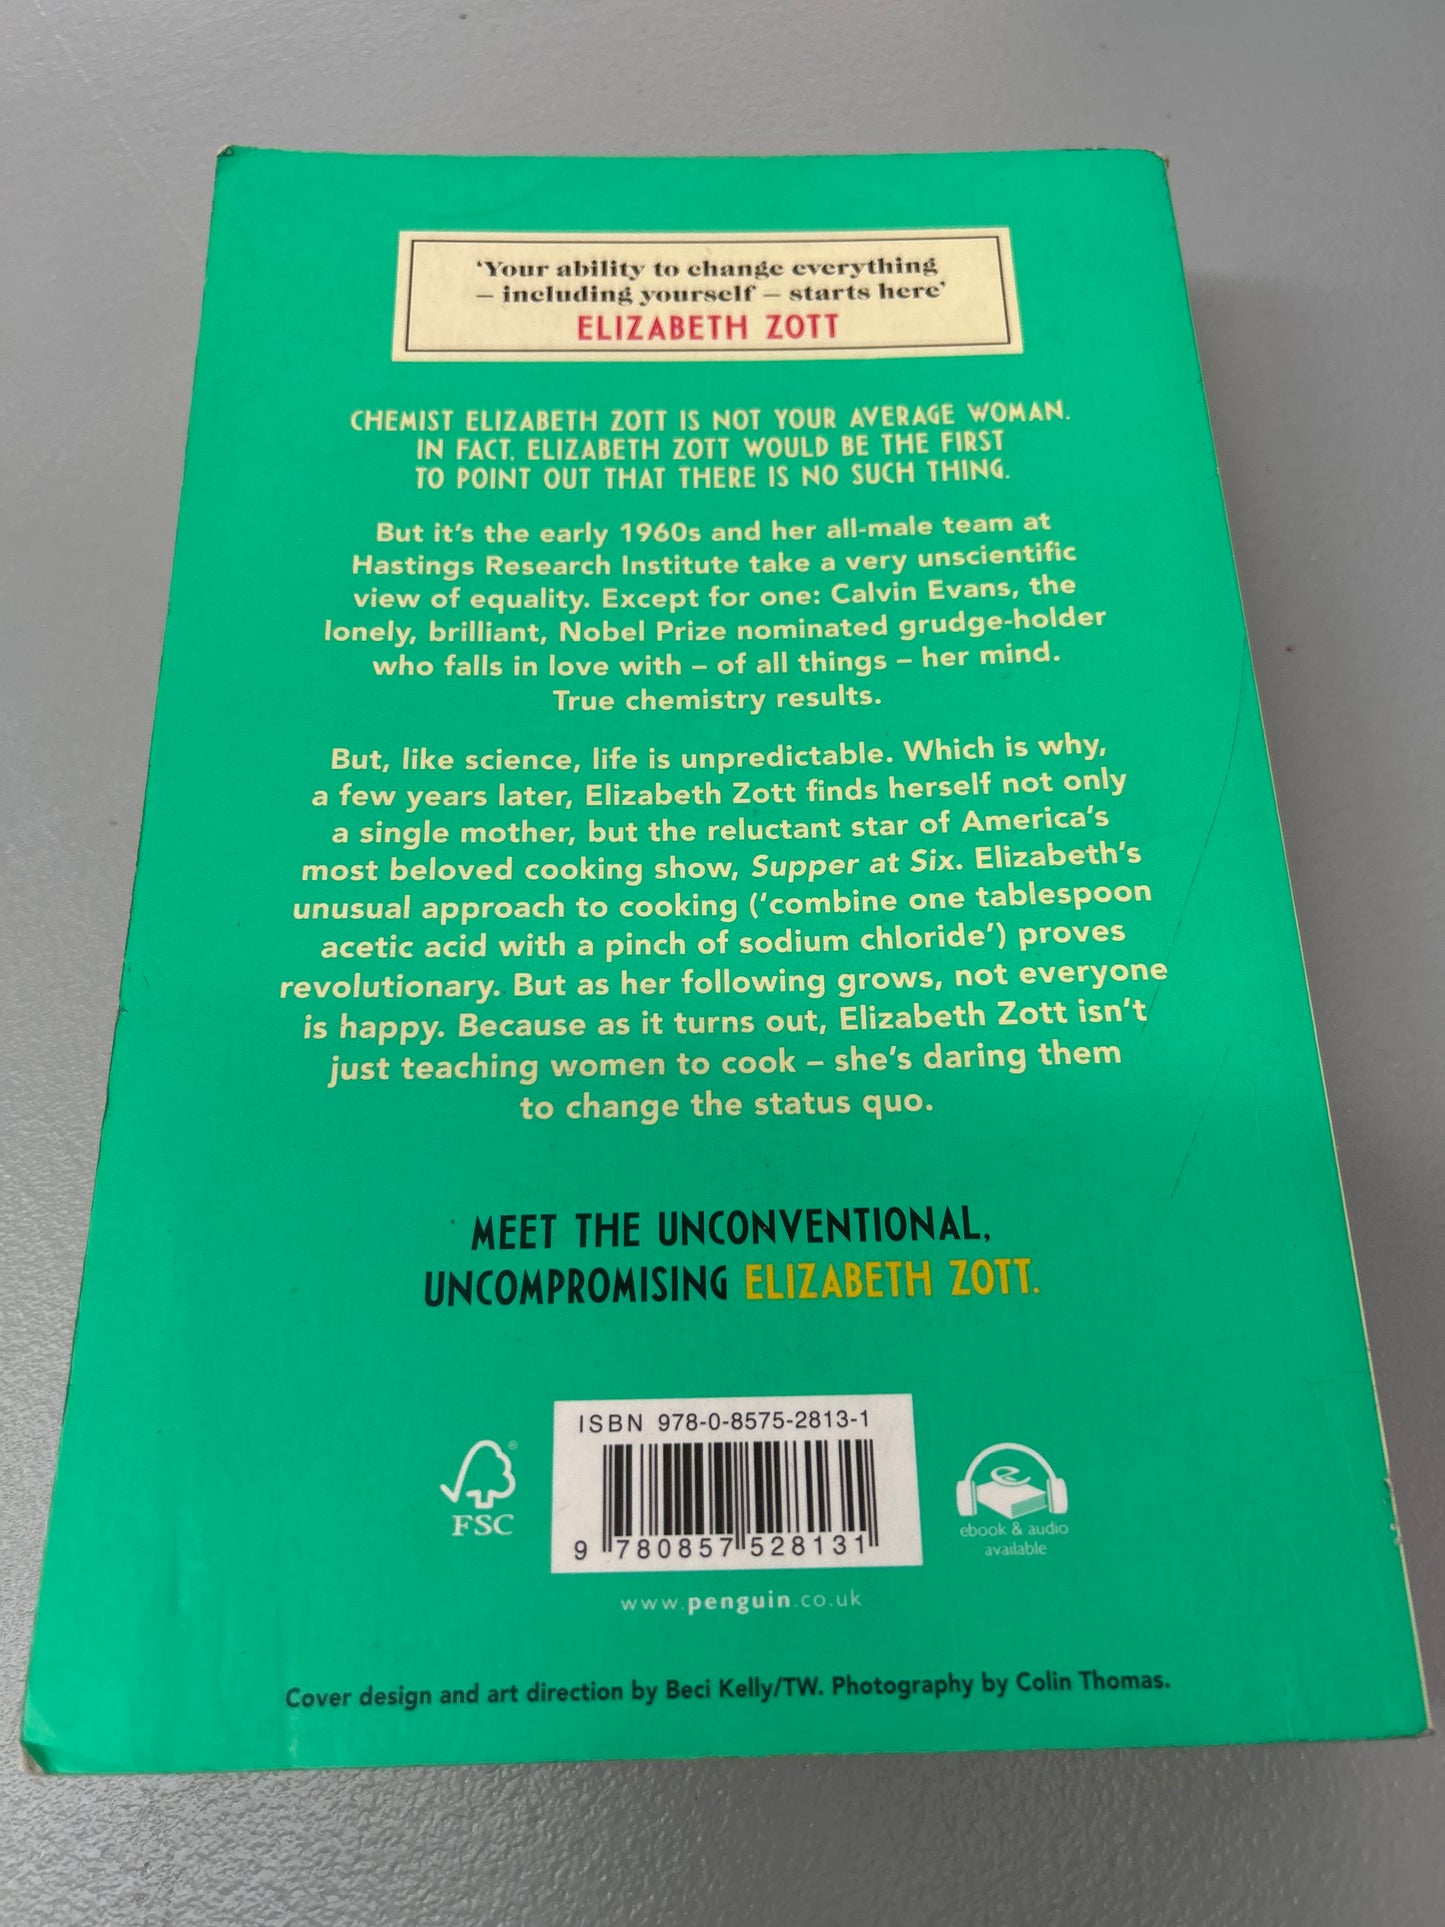 ‘Your ability to change everything
– including yourself – starts here’
ELIZABETH ZOTT
CHEMIST ELIZABETH ZOTT IS NOT YOUR AVERAGE WOMAN.
IN FACT, ELIZABETH ZOTT WOULD BE THE FIRST
TO POINT OUT THAT THERE IS NO SUCH THING.
But it’s the early 1960s and her all-male team at
Hastings Research Institute take a very unscientific
view of equality. Except for one: Calvin Evans, the
lonely, brilliant, Nobel Prize nominated grudge-holder
who falls in love with – of all things – her mind.
True chemistry results.
But, like science, life is unpredictable. Which is why,
a few years later, Elizabeth Zott finds herself not only
a single mother, but the reluctant star of America’s
most beloved cooking show, Supper at Six. Elizabeth’s
unusual approach to cooking (‘combine one tablespoon
acetic acid with a pinch of sodium chloride’) proves
revolutionary. But as her following grows, not everyone
is happy. Because as it turns out, Elizabeth Zott isn’t
just teaching women to cook – she’s daring them
to change the status quo.
MEET THE UNCONVENTIONAL,
UNCOMPROMISING ELIZABETH ZOTT.
ISBN 978-0-8575-2813-1
9 780857 528131
®
FSC
ebook & audio
available
www.penguin.co.uk
Cover design and art direction by Beci Kelly/TW. Photography by Colin Thomas.